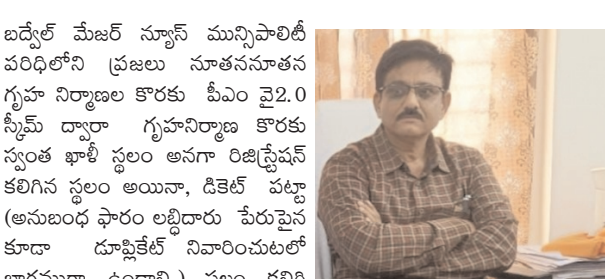 బద్వేల్ మేజర్ న్యూస్ మున్సిపాలిటీ
పరిధిలోని ప్రజలు నూతననూతన
గృహ నిర్మాణల కొరకు పీఎం వై2.0
స్కీమ్ ద్వారా గృహనిర్మాణ కొరకు
స్వంత ఖాళీ స్థలం అనగా రిజిస్ట్రేషన్
కలిగిన స్థలం అయినా, డికెట్ పట్టా
(అనుబంధ ఫారం లబ్ధిదారు పేరుపైన
కూడా డూప్లికేట్ నివారించుటలో